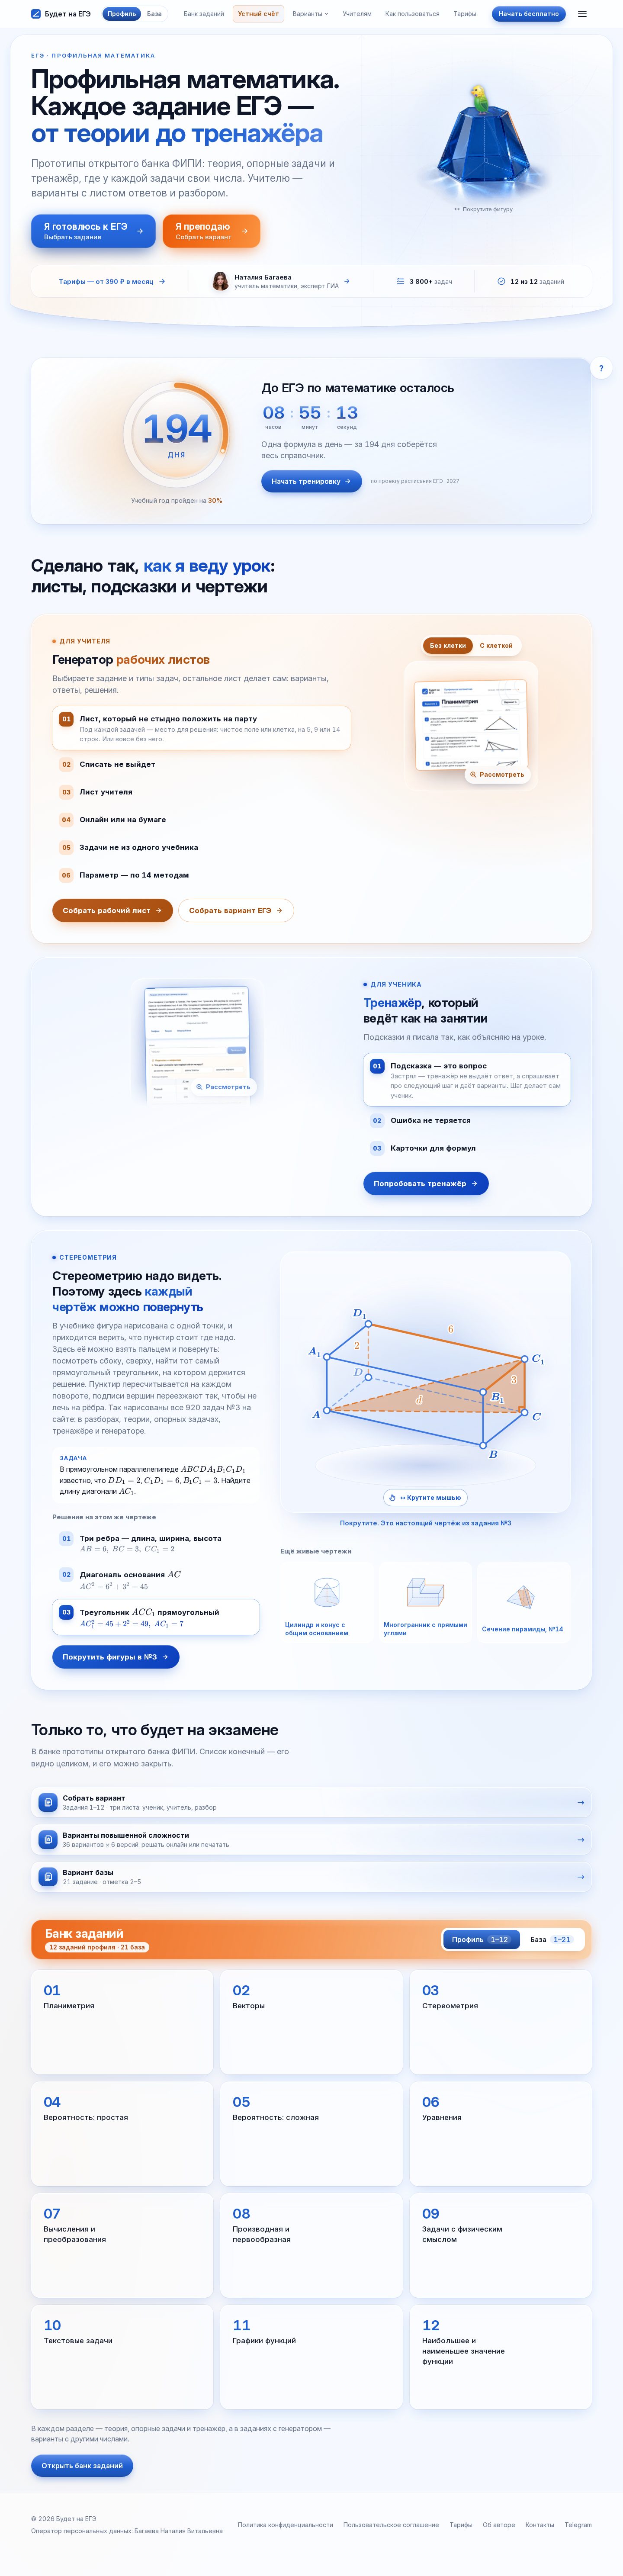 Будет на ЕГЭ
Профиль База
Банк заданий
Устный счёт
Варианты
Учителям
Как пользоваться
Тарифы
Начать бесплатно
ЕГЭ · ПРОФИЛЬНАЯ МАТЕМАТИКА
Профильная математика.
Каждое задание ЕГЭ —
от теории до тренажёра
Прототипы открытого банка ФИПИ: теория, опорные задачи и
тренажёр, где у каждой задачи свои числа. Учителю —
варианты с листом ответов и разбором.
Я готовлюсь к ЕГЭ
Выбрать задание
→
Я преподаю
Собрать вариант
→
↔ Покрутите фигуру
Тарифы — от 390 ₽ в месяц →
Наталия Багаева
учитель математики, эксперт ГИА
→
3 800+ задач
12 из 12 заданий
?
194
ДНЯ
Учебный год пройден на 30%
До ЕГЭ по математике осталось
08 : 55 : 13
часов минут секунд
Одна формула в день — за 194 дня соберётся
весь справочник.
Начать тренировку →
по проекту расписания ЕГЭ-2027
Сделано так, как я веду урок:
листы, подсказки и чертежи
ДЛЯ УЧИТЕЛЯ
Генератор рабочих листов
Выбираете задание и типы задач, остальное лист делает сам: варианты,
ответы, решения.
01 Лист, который не стыдно положить на парту
Под каждой задачей — место для решения: чистое поле или клетка, на 5, 9 или 14
строк. Или вовсе без него.
02 Списать не выйдет
03 Лист учителя
04 Онлайн или на бумаге
05 Задачи не из одного учебника
06 Параметр — по 14 методам
Собрать рабочий лист →
Собрать вариант ЕГЭ →
Без клетки С клеткой
Планиметрия
Рассмотреть
Рассмотреть
ДЛЯ УЧЕНИКА
Тренажёр, который
ведёт как на занятии
Подсказки я писала так, как объясняю на уроке.
01 Подсказка — это вопрос
Застрял — тренажёр не выдаёт ответ, а спрашивает
про следующий шаг и даёт варианты. Шаг делает сам
ученик.
02 Ошибка не теряется
03 Карточки для формул
Попробовать тренажёр →
СТЕРЕОМЕТРИЯ
Стереометрию надо видеть.
Поэтому здесь каждый
чертёж можно повернуть
В учебнике фигура нарисована с одной точки, и
приходится верить, что пунктир стоит где надо.
Здесь её можно взять пальцем и повернуть:
посмотреть сбоку, сверху, найти тот самый
прямоугольный треугольник, на котором держится
решение. Пунктир пересчитывается на каждом
повороте, подписи вершин переезжают так, чтобы не
лечь на рёбра. Так нарисованы все 920 задач №3 на
сайте: в разборах, теории, опорных задачах,
тренажёре и генераторе.
ЗАДАЧА
В прямоугольном параллелепипеде ABCDA₁B₁C₁D₁
известно, что DD₁ = 2, C₁D₁ = 6, B₁C₁ = 3. Найдите
длину диагонали AC₁.
Решение на этом же чертеже
01 Три ребра — длина, ширина, высота
AB = 6, BC = 3, CC₁ = 2
02 Диагональ основания AC
AC² = 6² + 3² = 45
03 Треугольник ACC₁ прямоугольный
AC₁² = 45 + 2² = 49, AC₁ = 7
Покрутить фигуры в №3 →
D₁
6
A₁
2
C₁
D
3
B₁
4
A
C
B
↔ Крутите мышью
Покрутите. Это настоящий чертёж из задания №3
Ещё живые чертежи
Цилиндр и конус с
общим основанием
Многогранник с прямыми
углами
Сечение пирамиды, №14
Только то, что будет на экзамене
В банке прототипы открытого банка ФИПИ. Список конечный — его
видно целиком, и его можно закрыть.
Собрать вариант
Задания 1–12 · три листа: ученик, учитель, разбор
→
Варианты повышенной сложности
36 вариантов × 6 версий: решать онлайн или печатать
→
Вариант базы
21 задание · отметка 2–5
→
Банк заданий
12 заданий профиля · 21 база
Профиль 1–12
База 1–21
01
Планиметрия
02
Векторы
03
Стереометрия
04
Вероятность: простая
05
Вероятность: сложная
06
Уравнения
07
Вычисления и
преобразования
08
Производная и
первообразная
09
Задачи с физическим
смыслом
10
Текстовые задачи
11
Графики функций
12
Наибольшее и
наименьшее значение
функции
В каждом разделе — теория, опорные задачи и тренажёр, а в заданиях с генератором —
варианты с другими числами.
Открыть банк заданий
© 2026 Будет на ЕГЭ
Оператор персональных данных: Багаева Наталия Витальевна
Политика конфиденциальности
Пользовательское соглашение
Тарифы
Об авторе
Контакты
Telegram